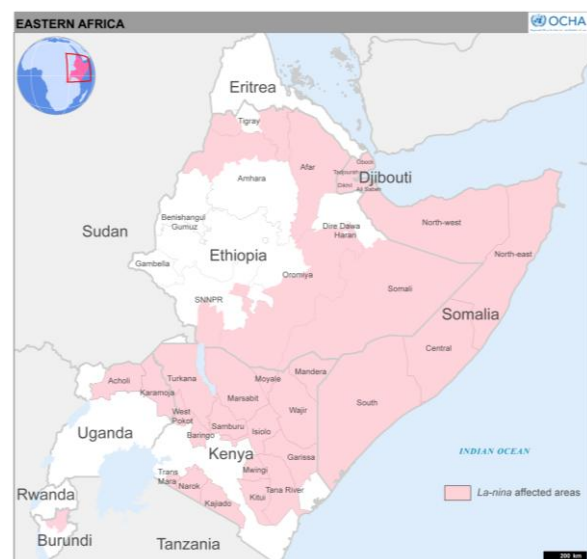 EASTERN AFRICA
OCHA
Eritrea
Tigray
Afar
Obock
Tadjourah
Djibouti
Dikhil
Ali Sabieh
Amhara
Benishangul
Gumuz
Sudan
Ethiopia
Gambella
Dire Dawa
Harari
North-west
North-east
Oromiya
Somali
SNNPR
Somalia
Central
South
Acholi
Karamoja
Turkana
Moyale
Mandera
Marsabit
Wajir
West
Pokot
Samburu
Baringo
Isiolo
Uganda
Kenya
Garissa
Mwingi
Trans
Mara
Narok
Kajiado
Kitui
Tana River
INDIAN OCEAN
La-nina affected areas
Rwanda
Burundi
Tanzania
200 km